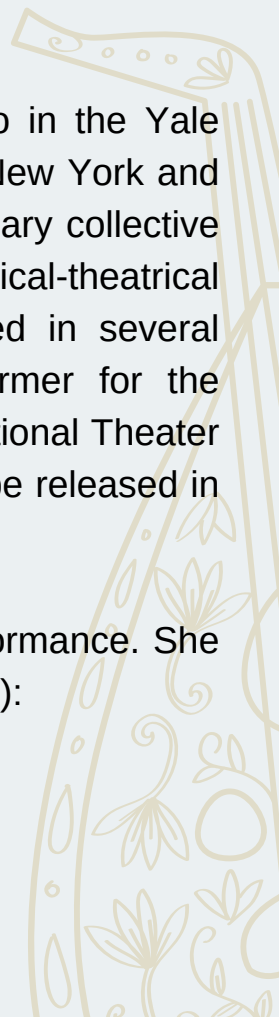 o in the Yale
New York and
ary collective
ical-theatrical
ed in several
rmer for the
tional Theater
be released in
ormance. She
):